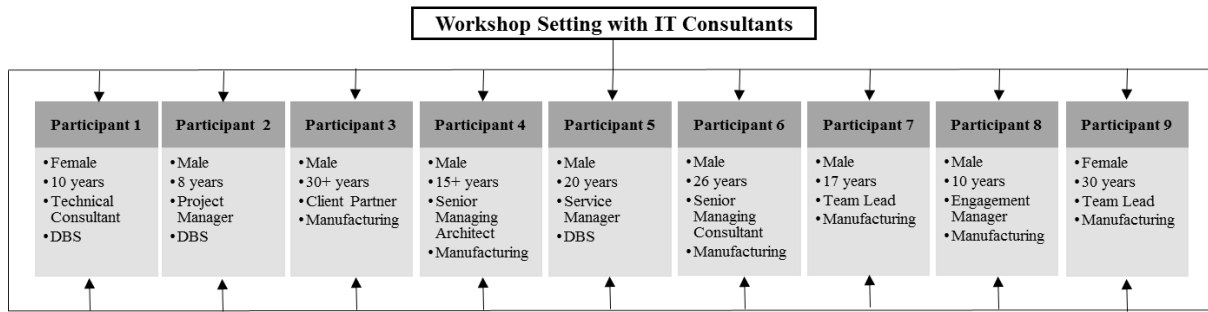 Workshop Setting with IT Consultants
Participant 1
•Female
•10 years
•Technical
Consultant
•DBS
Participant 2
•Male
•8 years
•Project
Manager
•DBS
Participant 3
•Male
•30+ years
•Client Partner
•Manufacturing
Participant 4
•Male
•15+ years
•Senior
Managing
Architect
•Manufacturing
Participant 5
•Male
•20 years
•Service
Manager
•DBS
Participant 6
•Male
•26 years
•Senior
Managing
Consultant
•Manufacturing
Participant 7
•Male
•17 years
•Team Lead
•Manufacturing
Participant 8
•Male
•10 years
•Engagement
Manager
•Manufacturing
Participant 9
•Female
•30 years
•Team Lead
•Manufacturing